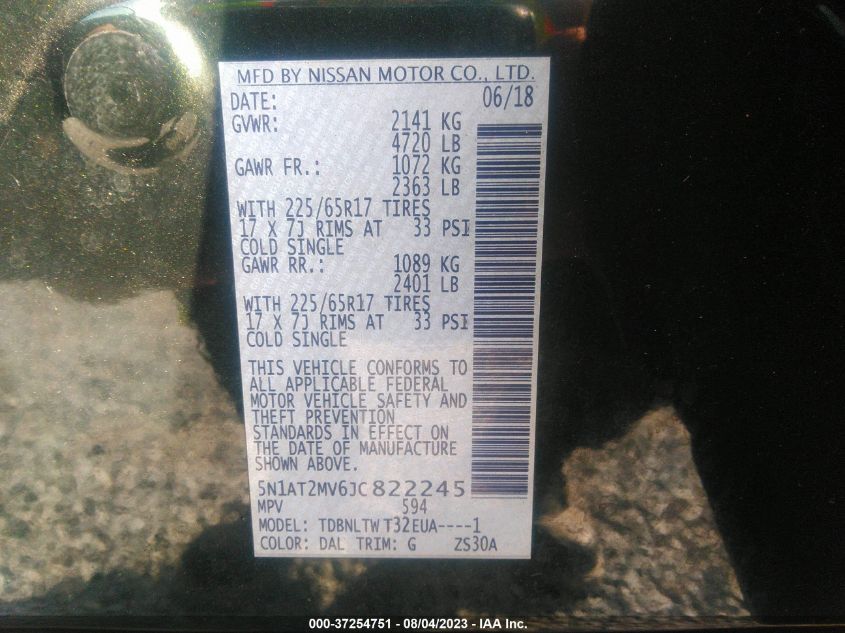 MFD BY NISSAN MOTOR CO., LTD.
DATE: 06/18
GVWR: 2141 KG
4720 LB
GAWR FR.: 1072 KG
2363 LB
WITH 225/65R17 TIRES
17 X 7J RIMS AT 33 PSI
COLD SINGLE
GAWR RR.: 1089 KG
2401 LB
WITH 225/65R17 TIRES
17 X 7J RIMS AT 33 PSI
COLD SINGLE
THIS VEHICLE CONFORMS TO
ALL APPLICABLE FEDERAL
MOTOR VEHICLE SAFETY AND
THEFT PREVENTION
STANDARDS IN EFFECT ON
THE DATE OF MANUFACTURE
SHOWN ABOVE.
5N1AT2MV6JC822245
MPV 594
MODEL: TDBNLTW T32EUA----1
COLOR: DAL TRIM: G ZS30A
000-37254751 - 08/04/2023 - IAA Inc.